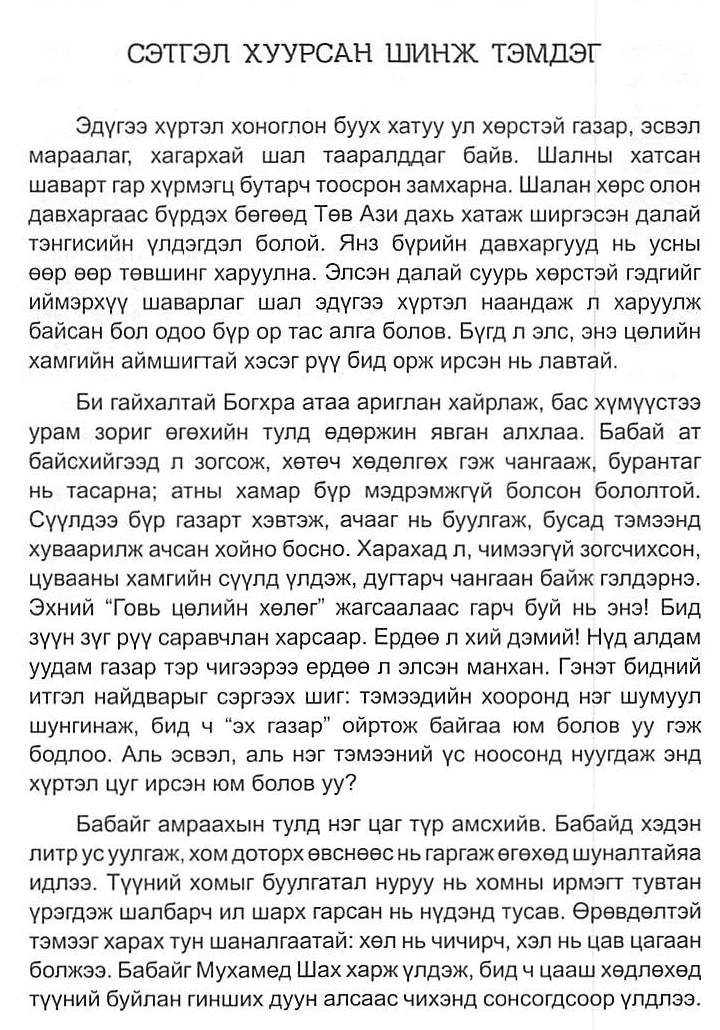 СЭТГЭЛ ХУУРСАН ШИНЖ ТЭМДЭГ
Эдүгээ хүртэл хоноглон буух хатуу ул хөрстэй газар, эсвэл
мараалаг, хагархай шал тааралддаг байв. Шалны хатсан
шаварт гар хүрмэгц бутарч тоосрон замхарна. Шалан хөрс олон
давхаргаас бүрдэх бөгөөд Төв Ази дахь хатаж ширгэсэн далай
тэнгисийн үлдэгдэл болой. Янз бүрийн давхаргууд нь усны
өөр өөр төвшинг харуулна. Элсэн далай суурь хөрстэй гэдгийг
иймэрхүү шаварлаг шал эдүгээ хүртэл наандаж л харуулж
байсан бол одоо бүр ор тас алга болов. Бүгд л элс, энэ цөлийн
хамгийн аймшигтай хэсэг рүү бид орж ирсэн нь лавтай.
Би гайхалтай Богхра атаа ариглан хайрлаж, бас хүмүүстээ
урам зориг өгөхийн тулд өдөржин явган алхлаа. Бабай ат
байсхийгээд л зогсож, хөтөч хөдөлгөх гэж чангааж, бурантаг
нь тасарна; атны хамар бүр мэдрэмжгүй болсон бололтой.
Сүүлдээ бүр газарт хэвтэж, ачааг нь буулгаж, бусад тэмээнд
хуваарилж ачсан хойно босно. Харахад л, чимээгүй зогсчихсон,
цувааны хамгийн сүүлд үлдэж, дугтарч чангаан байж гэлдэрнэ.
Эхний “Говь цөлийн хөлөг” жагсаалаас гарч буй нь энэ! Бид
зүүн зүг рүү саравчлан харсаар. Ердөө л хий дэмий! Нүд алдам
уудам газар тэр чигээрээ ердөө л элсэн манхан. Гэнэт бидний
итгэл найдварыг сэргээх шиг: тэмээдийн хооронд нэг шумуул
шунгинаж, бид ч “эх газар” ойртож байгаа юм болов уу гэж
бодлоо. Аль эсвэл, аль нэг тэмээний үс ноосонд нуугдаж энд
хүртэл цуг ирсэн юм болов уу?
Бабайг амраахын тулд нэг цаг түр амсхийв. Бабайд хэдэн
литр ус уулгаж, хом доторх өвснөөс нь гаргаж өгөхөд шуналтайяа
идлээ. Түүний хомыг буулгатал нуруу нь хомны ирмэгт тувтан
үрэгдэж шалбарч ил шарх гарсан нь нүдэнд тусав. Өрөвдөлтэй
тэмээг харах тун шаналгаатай: хөл нь чичирч, хэл нь цав цагаан
болжээ. Бабайг Мухамед Шах харж үлдэж, бид ч цааш хөдлөхөд
түүний буйлан гинших дуун алсаас чихэнд сонсогдсоор үлдлээ.